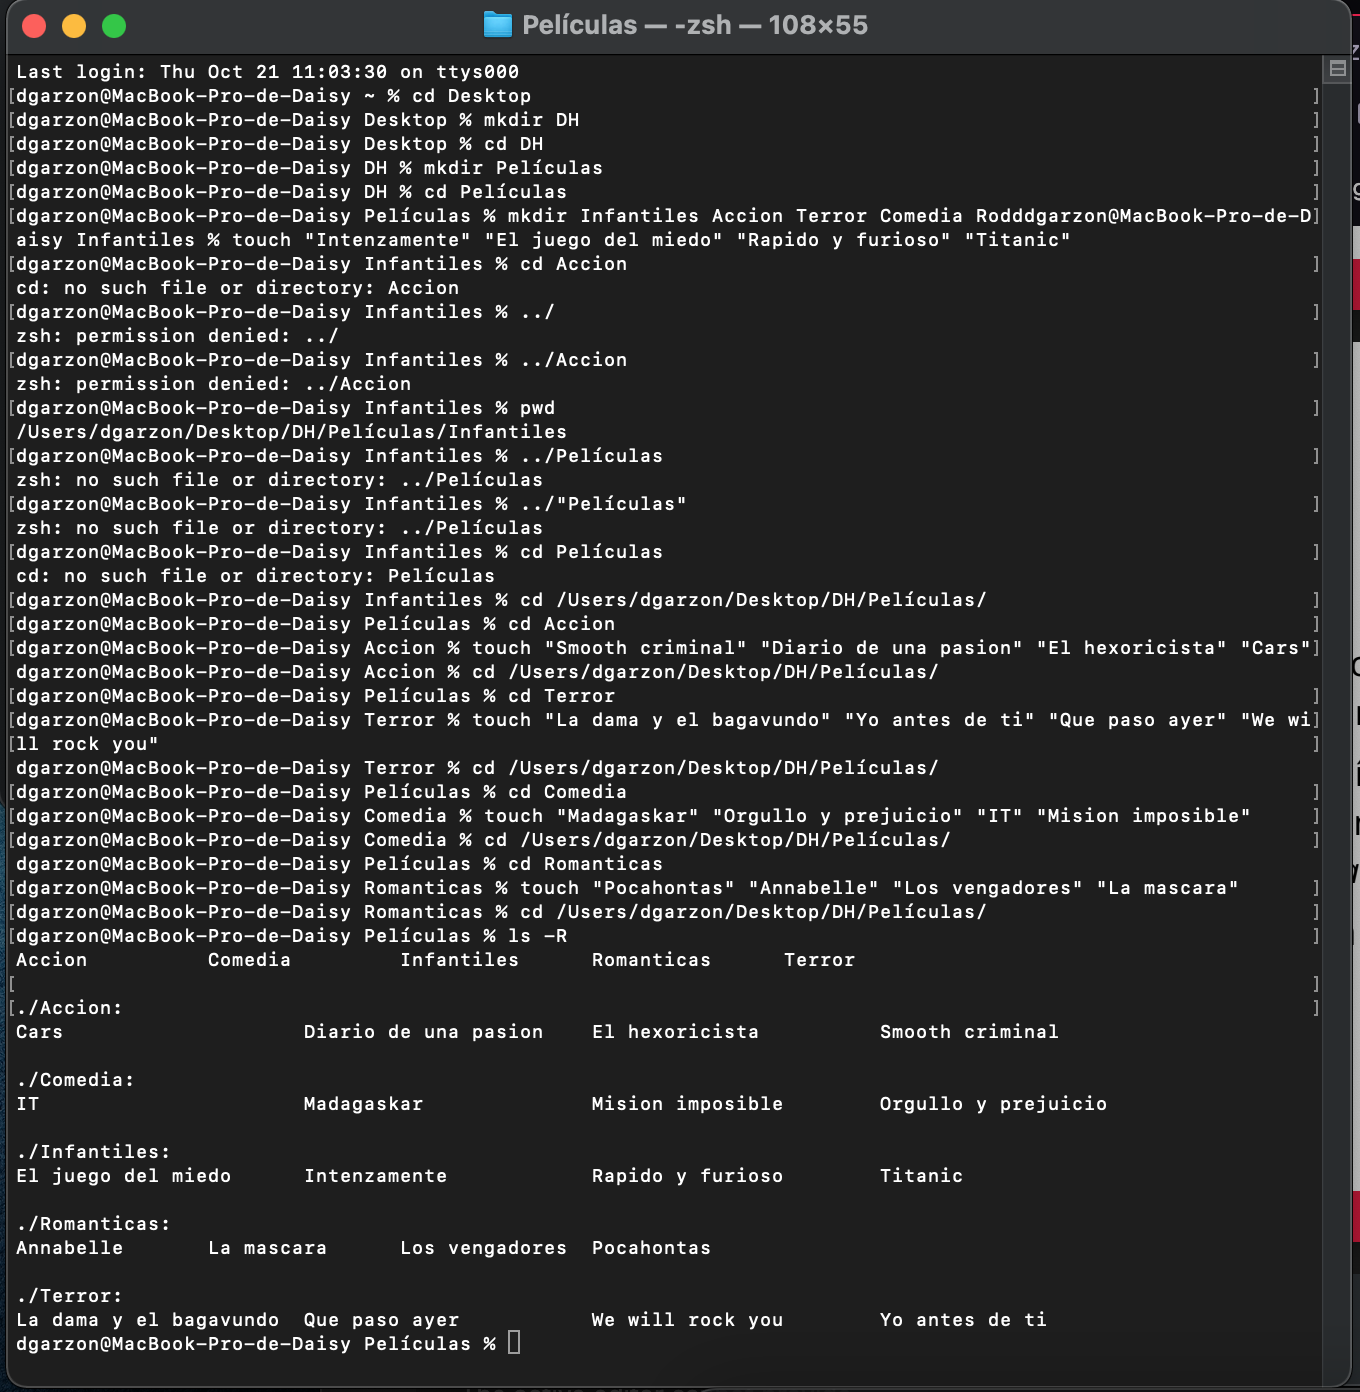 Películas — -zsh — 108×55
Last login: Thu Oct 21 11:03:30 on ttys000
[dgarzon@MacBook-Pro-de-Daisy ~ % cd Desktop ]
[dgarzon@MacBook-Pro-de-Daisy Desktop % mkdir DH ]
[dgarzon@MacBook-Pro-de-Daisy Desktop % cd DH ]
[dgarzon@MacBook-Pro-de-Daisy DH % mkdir Películas ]
[dgarzon@MacBook-Pro-de-Daisy DH % cd Películas ]
[dgarzon@MacBook-Pro-de-Daisy Películas % mkdir Infantiles Accion Terror Comedia Rodddgarzon@MacBook-Pro-de-D]
aisy Infantiles % touch "Intenzamente" "El juego del miedo" "Rapido y furioso" "Titanic"
[dgarzon@MacBook-Pro-de-Daisy Infantiles % cd Accion ]
cd: no such file or directory: Accion
[dgarzon@MacBook-Pro-de-Daisy Infantiles % ../ ]
zsh: permission denied: ../
[dgarzon@MacBook-Pro-de-Daisy Infantiles % ../Accion ]
zsh: permission denied: ../Accion
[dgarzon@MacBook-Pro-de-Daisy Infantiles % pwd ]
/Users/dgarzon/Desktop/DH/Películas/Infantiles
[dgarzon@MacBook-Pro-de-Daisy Infantiles % ../Películas ]
zsh: no such file or directory: ../Películas
[dgarzon@MacBook-Pro-de-Daisy Infantiles % ../"Películas" ]
zsh: no such file or directory: ../Películas
[dgarzon@MacBook-Pro-de-Daisy Infantiles % cd Películas ]
cd: no such file or directory: Películas
[dgarzon@MacBook-Pro-de-Daisy Infantiles % cd /Users/dgarzon/Desktop/DH/Películas/ ]
[dgarzon@MacBook-Pro-de-Daisy Películas % cd Accion ]
[dgarzon@MacBook-Pro-de-Daisy Accion % touch "Smooth criminal" "Diario de una pasion" "El hexoricista" "Cars"]
dgarzon@MacBook-Pro-de-Daisy Accion % cd /Users/dgarzon/Desktop/DH/Películas/
[dgarzon@MacBook-Pro-de-Daisy Películas % cd Terror ]
[dgarzon@MacBook-Pro-de-Daisy Terror % touch "La dama y el bagavundo" "Yo antes de ti" "Que paso ayer" "We wi]
[ll rock you" ]
dgarzon@MacBook-Pro-de-Daisy Terror % cd /Users/dgarzon/Desktop/DH/Películas/
[dgarzon@MacBook-Pro-de-Daisy Películas % cd Comedia ]
[dgarzon@MacBook-Pro-de-Daisy Comedia % touch "Madagaskar" "Orgullo y prejuicio" "IT" "Mision imposible" ]
[dgarzon@MacBook-Pro-de-Daisy Comedia % cd /Users/dgarzon/Desktop/DH/Películas/ ]
dgarzon@MacBook-Pro-de-Daisy Películas % cd Romanticas
[dgarzon@MacBook-Pro-de-Daisy Romanticas % touch "Pocahontas" "Annabelle" "Los vengadores" "La mascara" ]
[dgarzon@MacBook-Pro-de-Daisy Romanticas % cd /Users/dgarzon/Desktop/DH/Películas/ ]
[dgarzon@MacBook-Pro-de-Daisy Películas % ls -R ]
Accion Comedia Infantiles Romanticas Terror
[ ]
[./Accion: ]
Cars Diario de una pasion El hexoricista Smooth criminal
./Comedia:
IT Madagaskar Mision imposible Orgullo y prejuicio
./Infantiles:
El juego del miedo Intenzamente Rapido y furioso Titanic
./Romanticas:
Annabelle La mascara Los vengadores Pocahontas
./Terror:
La dama y el bagavundo Que paso ayer We will rock you Yo antes de ti
dgarzon@MacBook-Pro-de-Daisy Películas %